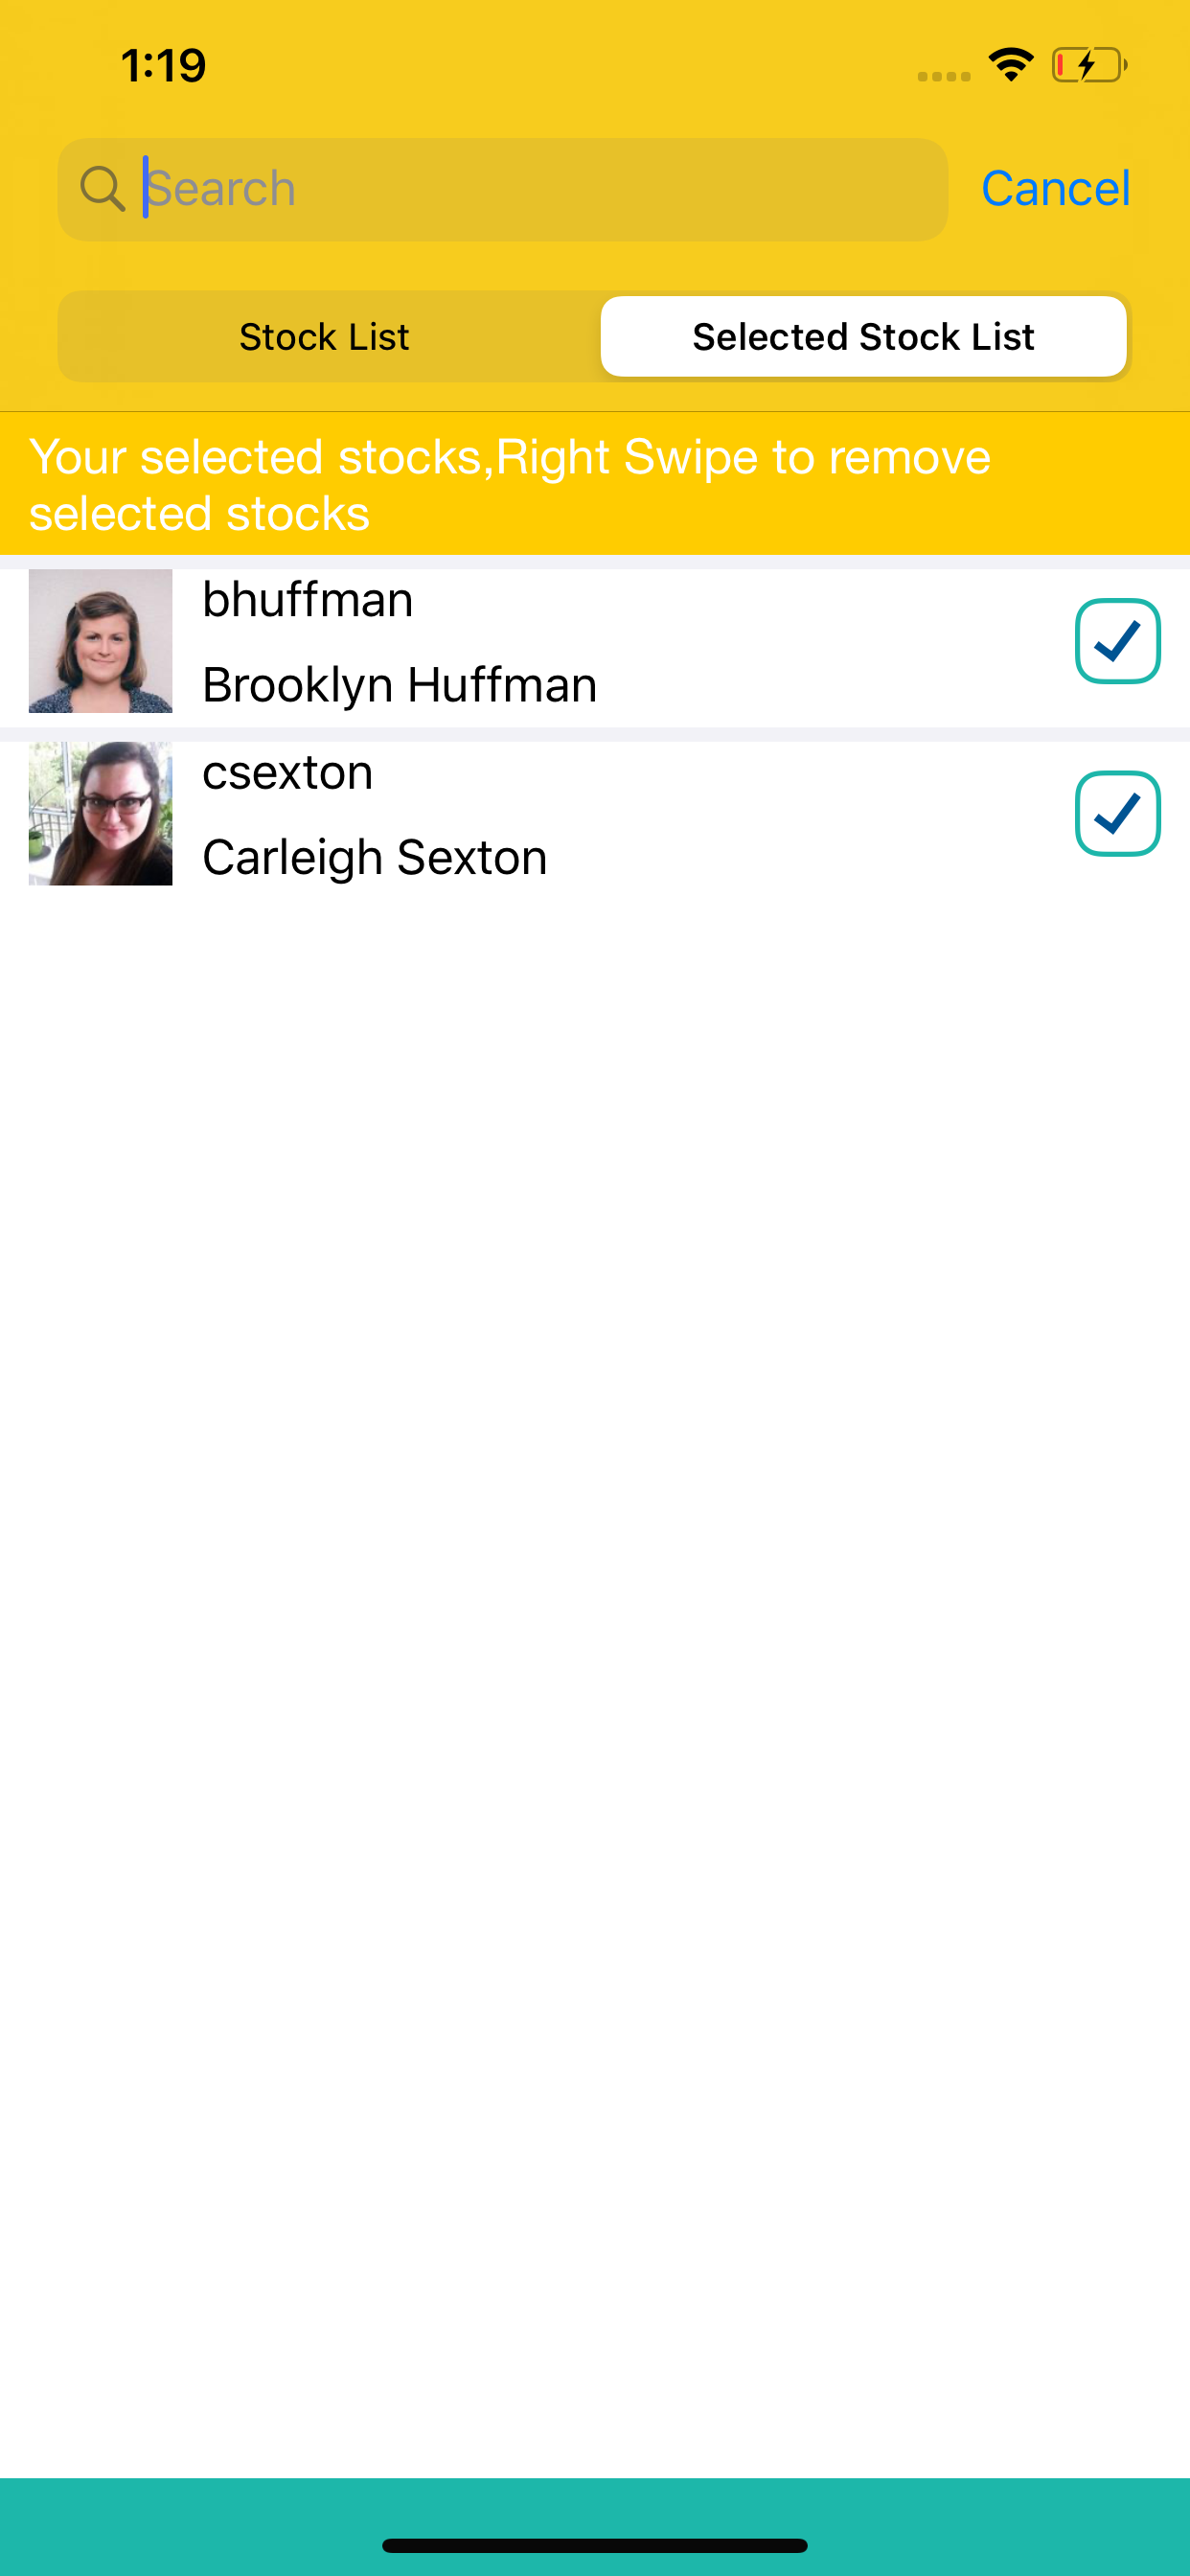 1:19
Search
Cancel
Stock List
Selected Stock List
Your selected stocks,Right Swipe to remove
selected stocks
bhuffman
Brooklyn Huffman
csexton
Carleigh Sexton